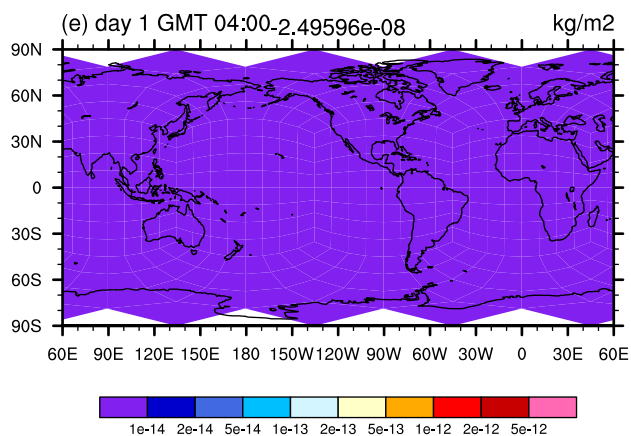 (e) day 1 GMT 04:00 -2.49596e-08 kg/m2
90N
60N
30N
0
30S
60S
90S
60E 90E 120E 150E 180 150W 120W 90W 60W 30W 0 30E 60E
1e-14 2e-14 5e-14 1e-13 2e-13 5e-13 1e-12 2e-12 5e-12